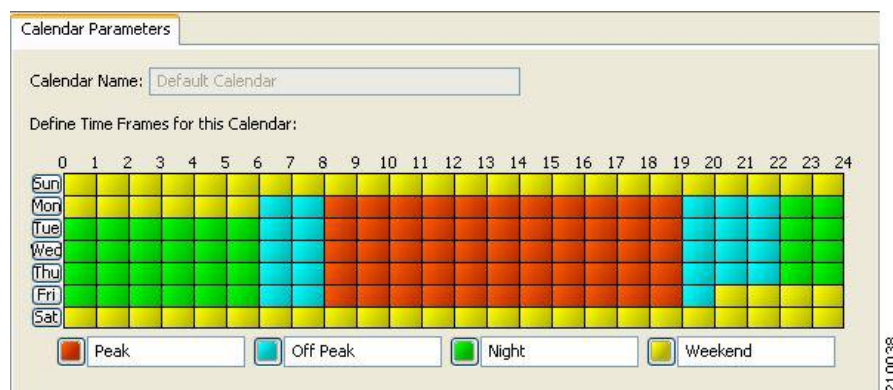 Calendar Parameters
Calendar Name: Default Calendar
Define Time Frames for this Calendar:
0 1 2 3 4 5 6 7 8 9 10 11 12 13 14 15 16 17 18 19 20 21 22 23 24
Sun
Mon
Tue
Wed
Thu
Fri
Sat
Peak Off Peak Night Weekend